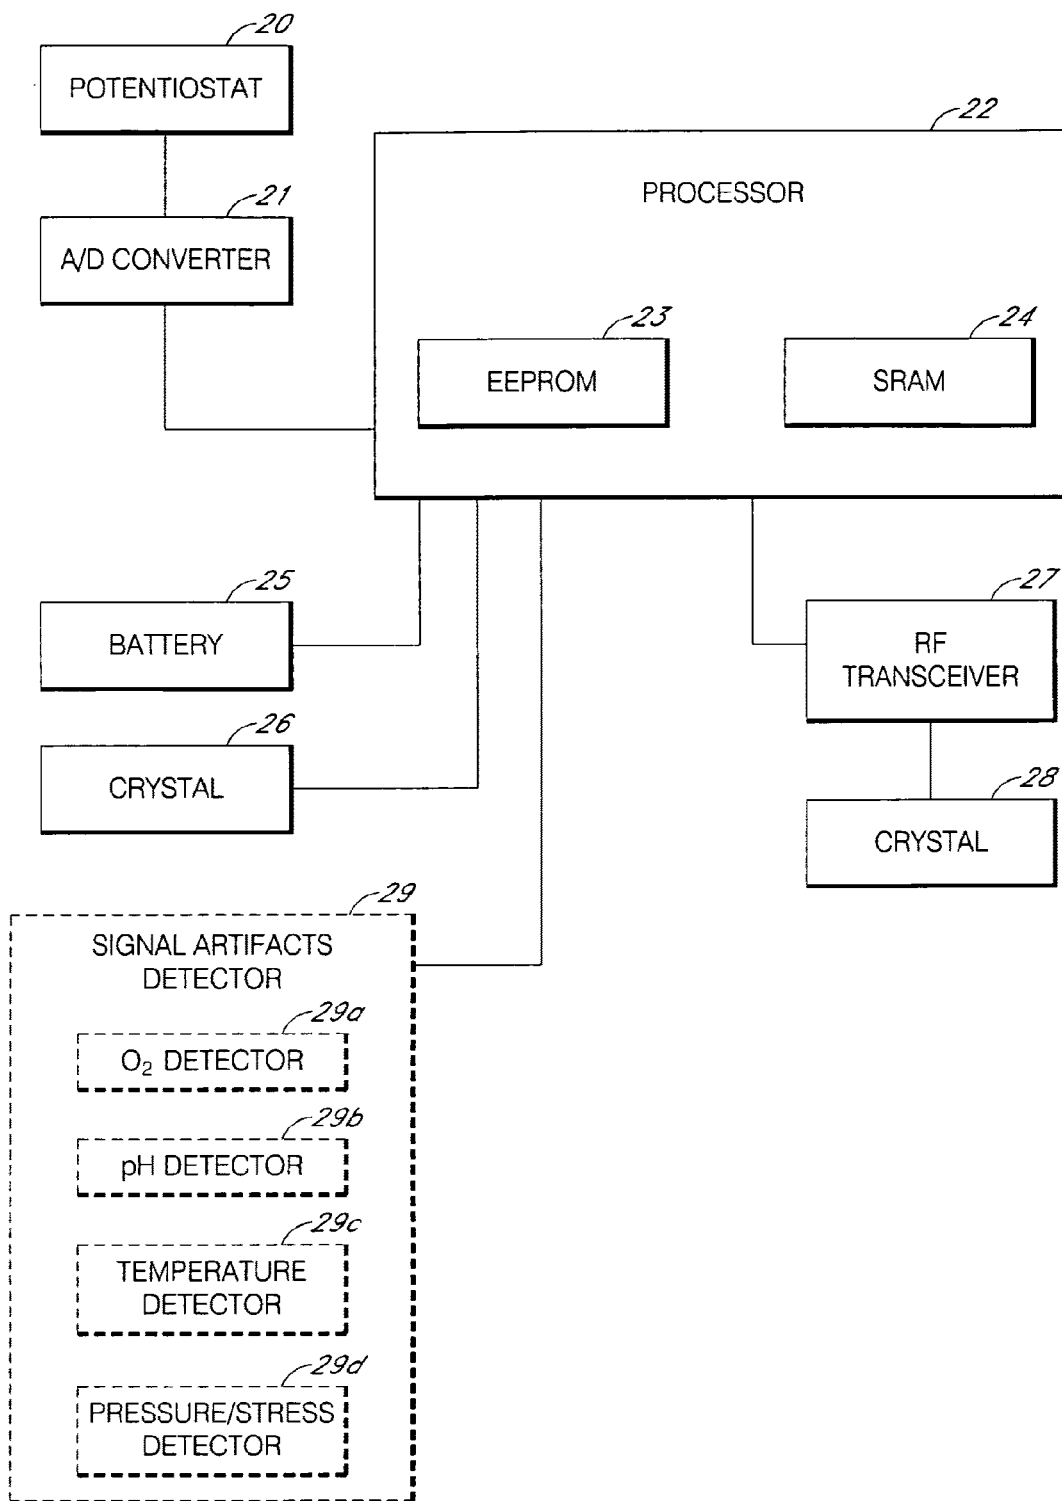 20
POTENTIOSTAT
21
A/D CONVERTER
22
PROCESSOR
23
EEPROM
24
SRAM
25
BATTERY
26
CRYSTAL
27
RF
TRANSCEIVER
28
CRYSTAL
29
SIGNAL ARTIFACTS
DETECTOR
29a
O₂ DETECTOR
29b
pH DETECTOR
29c
TEMPERATURE
DETECTOR
29d
PRESSURE/STRESS
DETECTOR